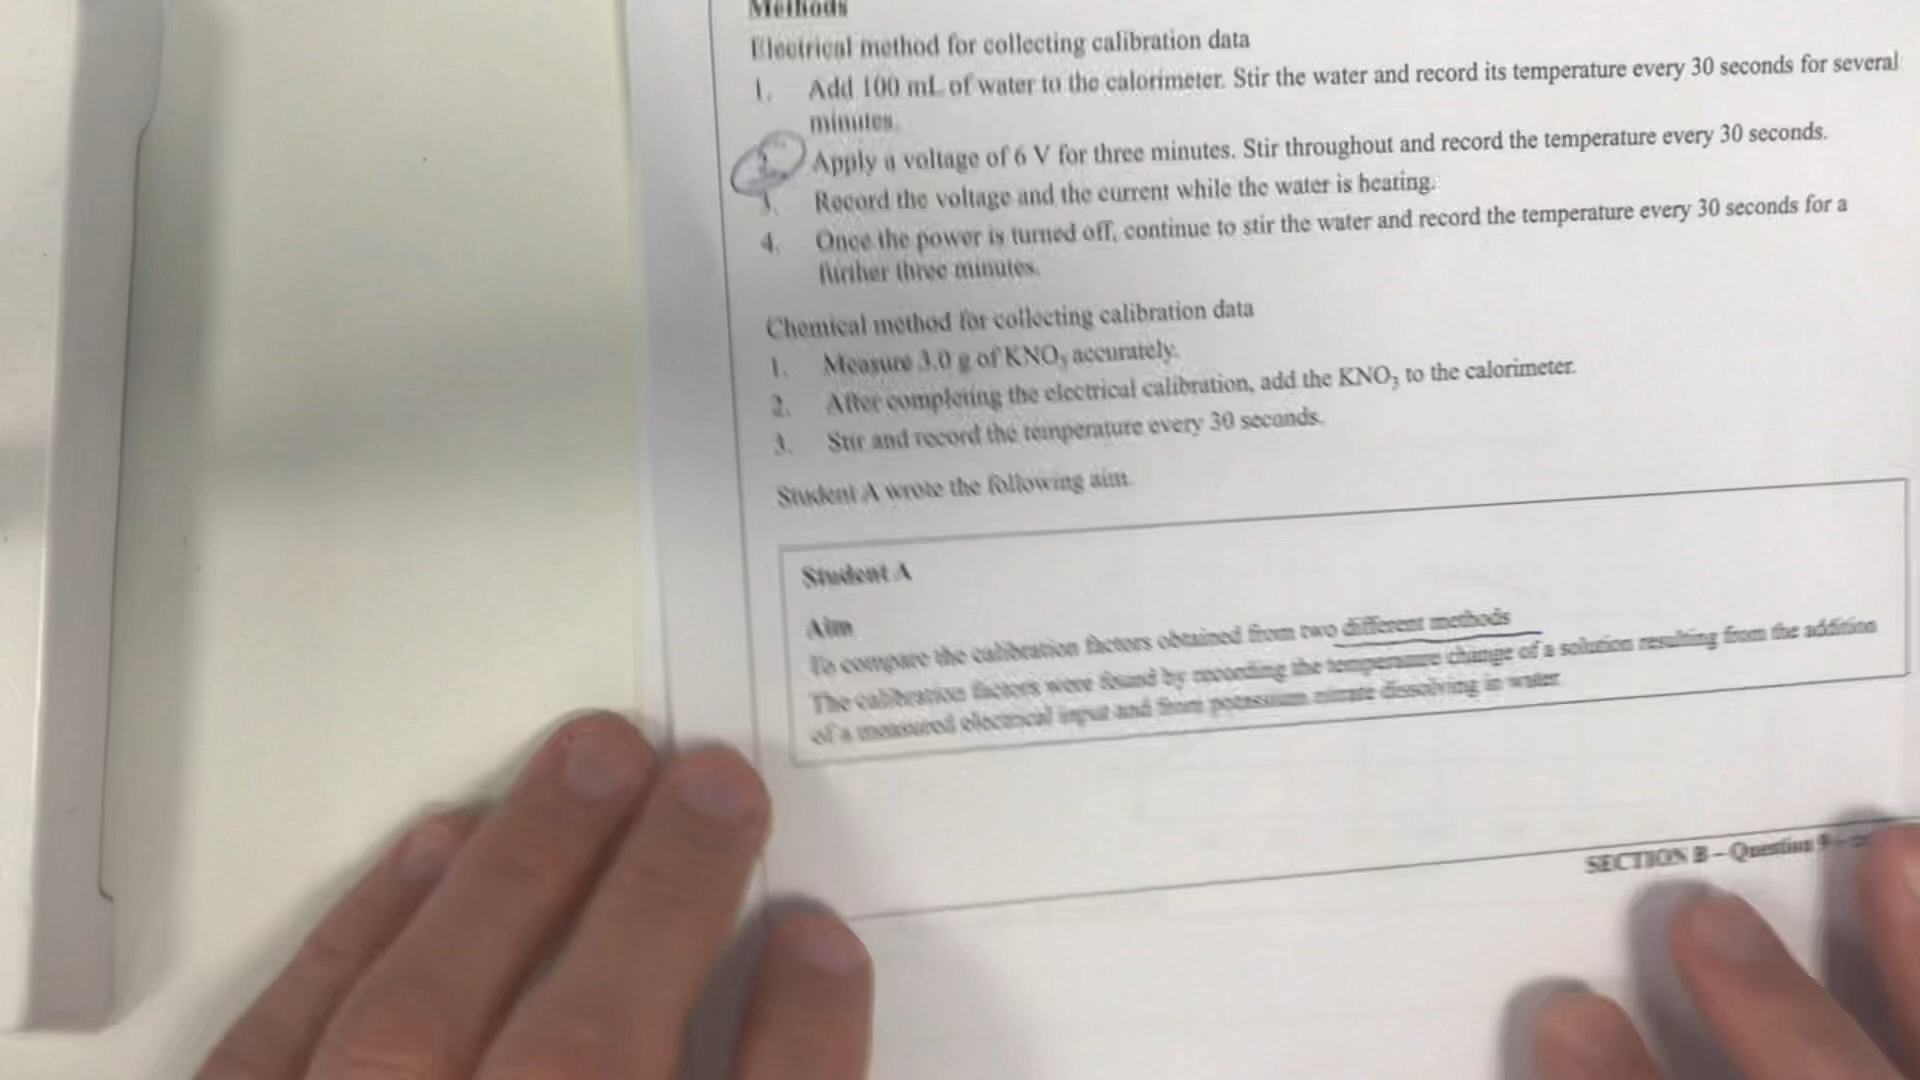 Methods
Electrical method for collecting calibration data
1. Add 100 mL of water to the calorimeter. Stir the water and record its temperature every 30 seconds for several
minutes.
2. Apply a voltage of 6 V for three minutes. Stir throughout and record the temperature every 30 seconds.
3. Record the voltage and the current while the water is heating.
4. Once the power is turned off, continue to stir the water and record the temperature every 30 seconds for a
further three minutes.
Chemical method for collecting calibration data
1. Measure 3.0 g of KNO₃ accurately.
2. After completing the electrical calibration, add the KNO₃ to the calorimeter.
3. Stir and record the temperature every 30 seconds.
Student A wrote the following aim.
Student A
Aim
To compare the calibration factors obtained from two different methods
The calibration factors were found by recording the temperature change of a solution resulting from the addition
of a measured electrical input and from potassium nitrate dissolving in water
SECTION B – Question 9 –